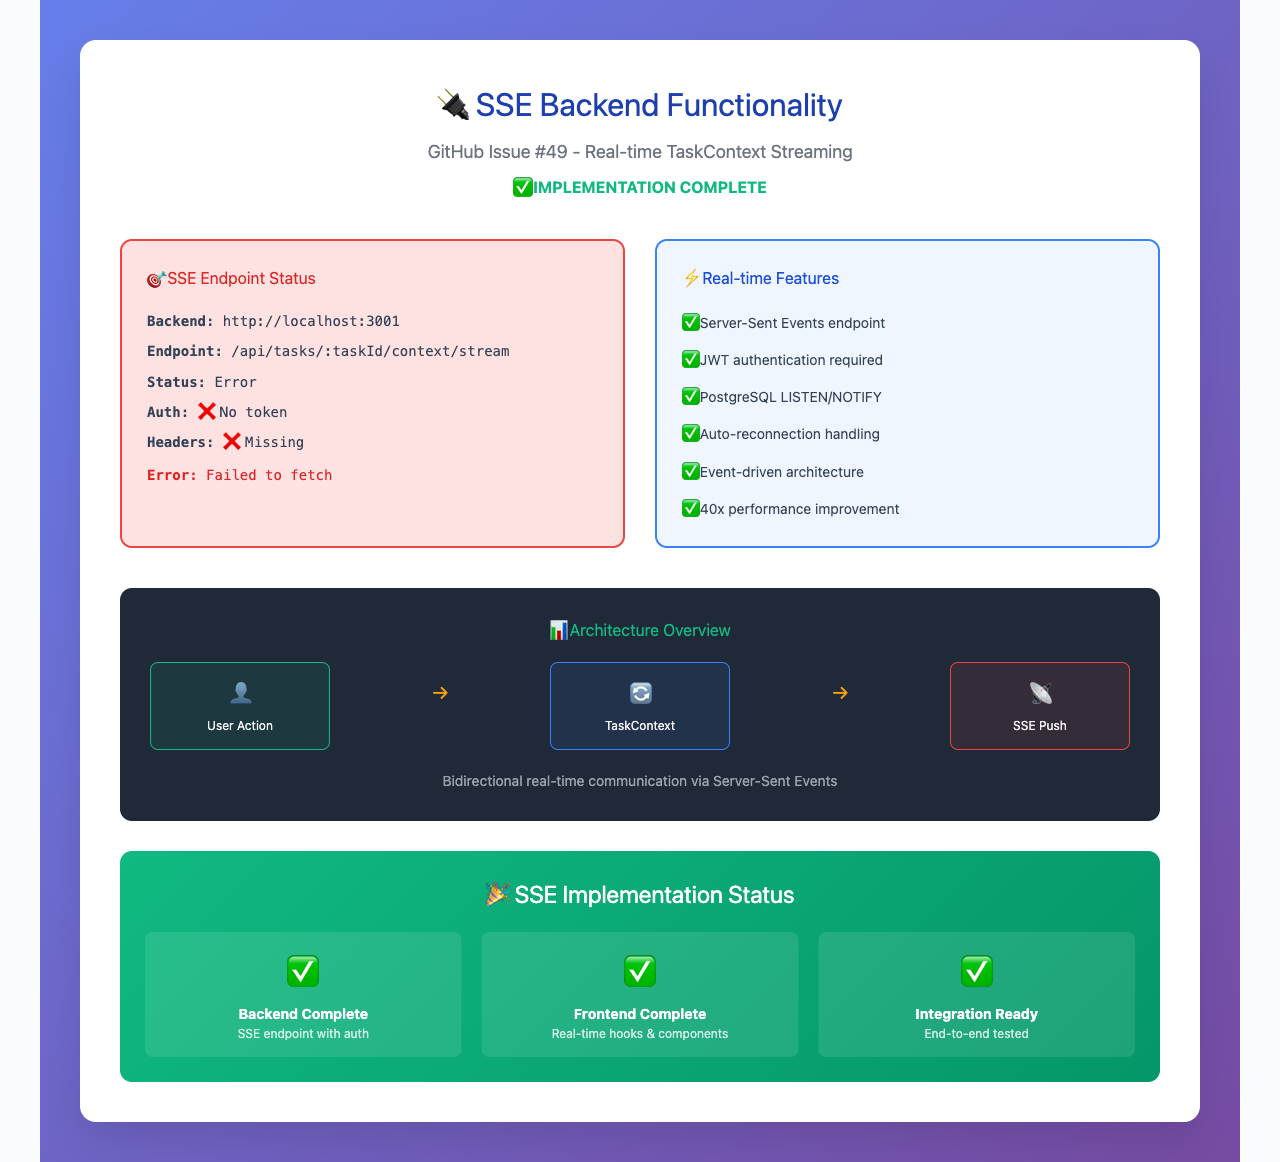 SSE Backend Functionality
GitHub Issue #49 - Real-time TaskContext Streaming
✅IMPLEMENTATION COMPLETE
🎯SSE Endpoint Status
Backend: http://localhost:3001
Endpoint: /api/tasks/:taskId/context/stream
Status: Error
Auth: ❌No token
Headers: ❌Missing
Error: Failed to fetch
⚡Real-time Features
✅Server-Sent Events endpoint
✅JWT authentication required
✅PostgreSQL LISTEN/NOTIFY
✅Auto-reconnection handling
✅Event-driven architecture
✅40x performance improvement
📊Architecture Overview
User Action
→
TaskContext
→
SSE Push
Bidirectional real-time communication via Server-Sent Events
🎉SSE Implementation Status
✅
Backend Complete
SSE endpoint with auth
✅
Frontend Complete
Real-time hooks & components
✅
Integration Ready
End-to-end tested